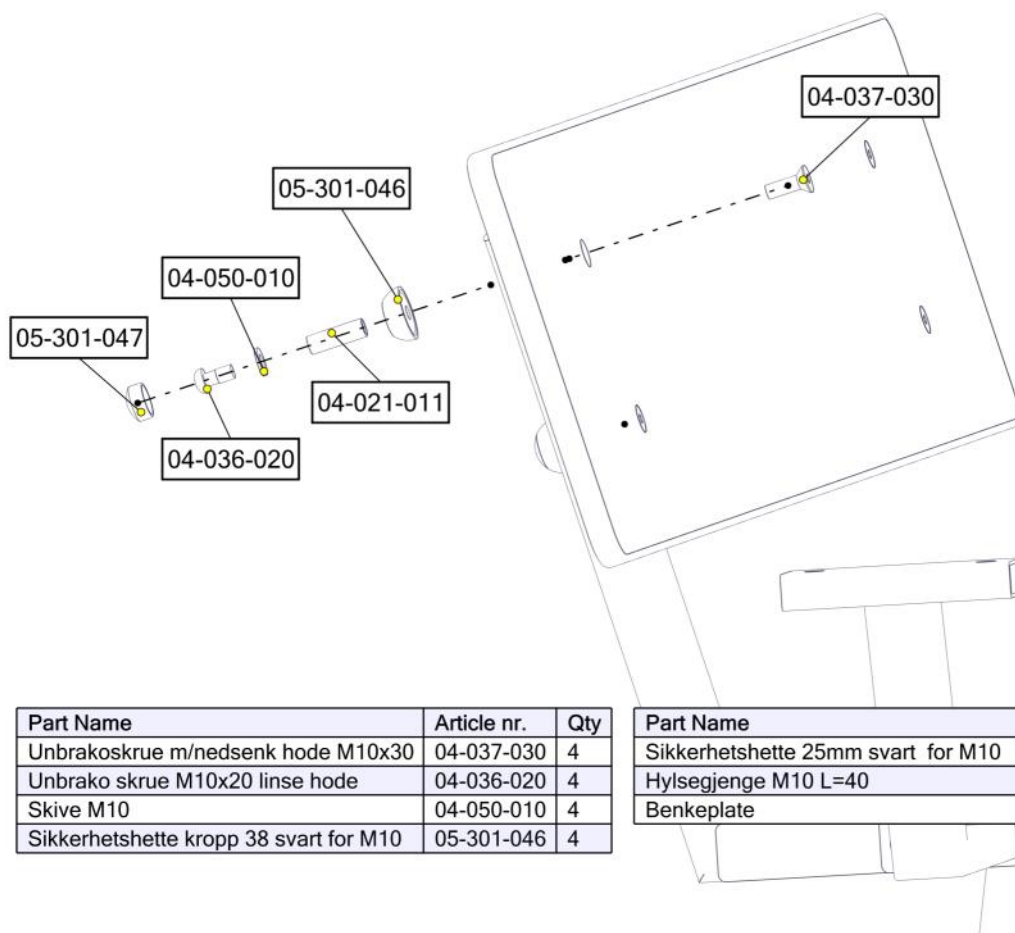 04-037-030
05-301-046
04-050-010
05-301-047
04-021-011
04-036-020
Part Name Article nr. Qty
Unbrakoskrue m/nedsenk hode M10x30 04-037-030 4
Unbrako skrue M10x20 linse hode 04-036-020 4
Skive M10 04-050-010 4
Sikkerhetshette kropp 38 svart for M10 05-301-046 4
Part Name
Sikkerhetshette 25mm svart for M10
Hylsegjenge M10 L=40
Benkeplate